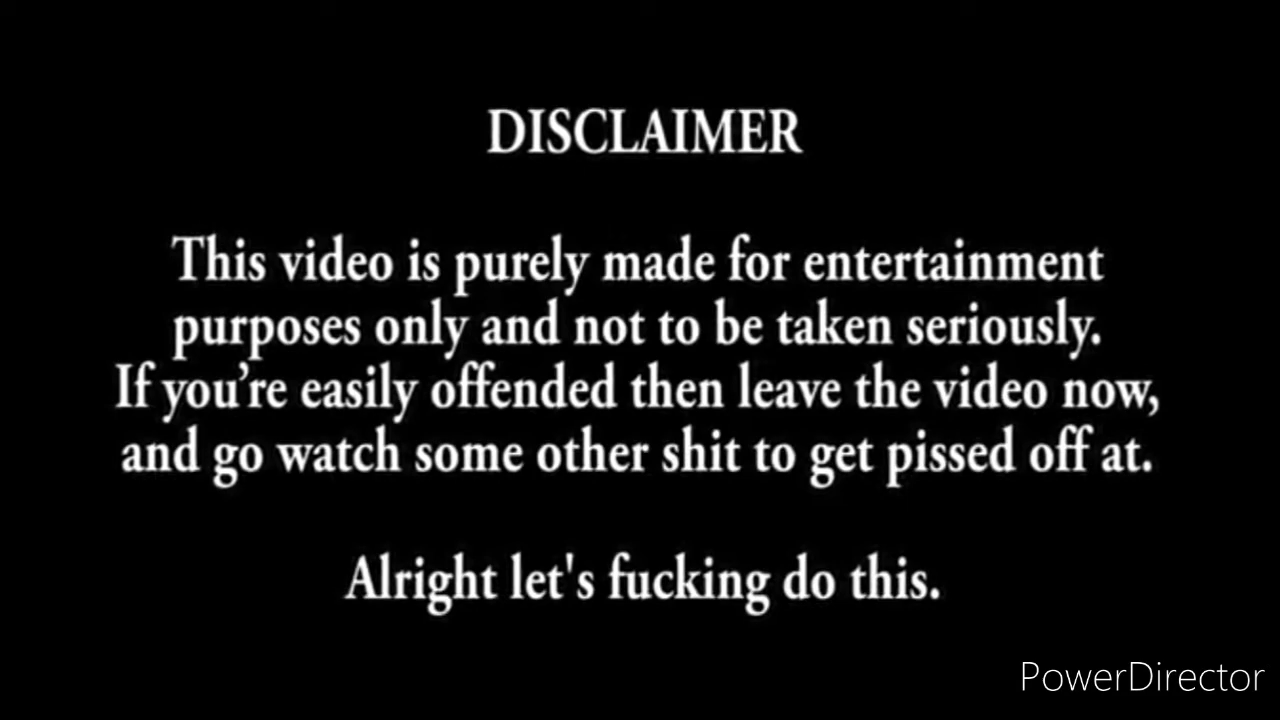 DISCLAIMER
This video is purely made for entertainment
purposes only and not to be taken seriously.
If you’re easily offended then leave the video now,
and go watch some other shit to get pissed off at.
Alright let's fucking do this.
PowerDirector